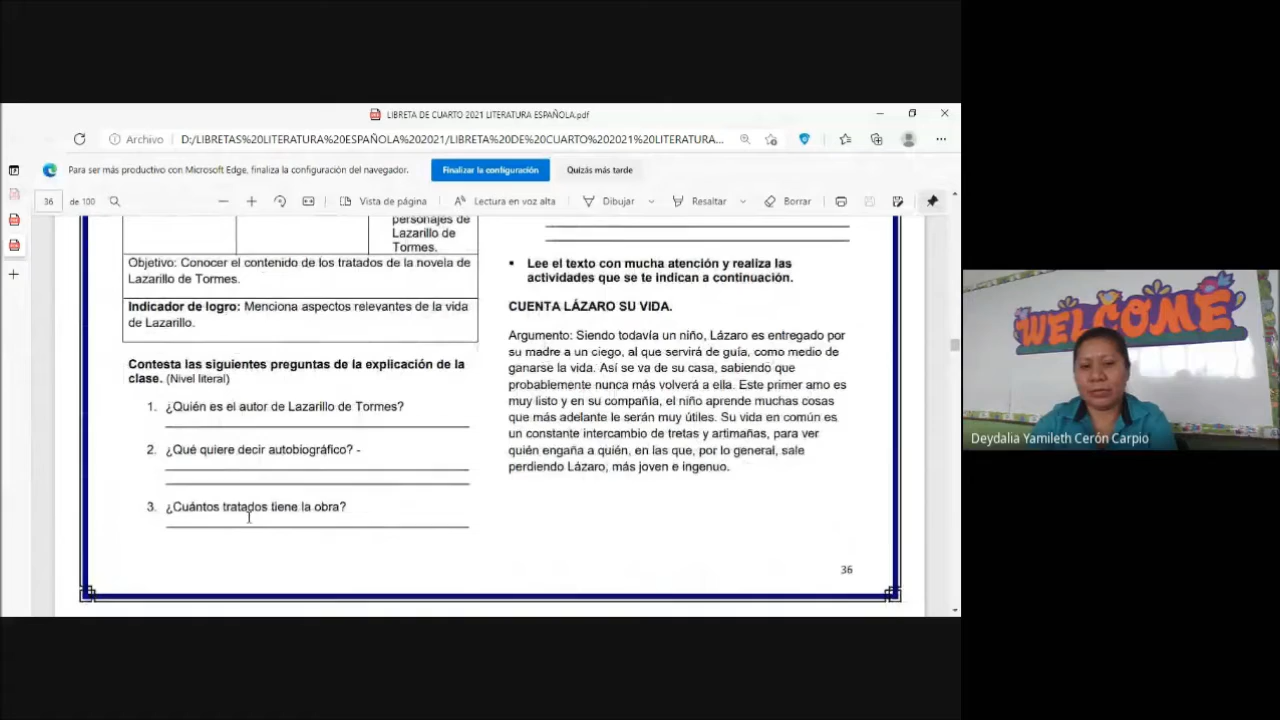 LIBRETA DE CUARTO 2021 LITERATURA ESPAÑOLA.pdf
Archivo
D:/LIBRETAS%20LITERATURA%20ESPAÑOLA%202021/LIBRETA%20DE%20CUARTO%202021%20LITERATURA...
Para ser más productivo con Microsoft Edge, finaliza la configuración del navegador.
Finalizar la configuración
Quizás más tarde
36 de 100
Vista de página
Lectura en voz alta
Dibujar
Resaltar
Borrar
personajes de
Lazarillo de
Tormes.
Objetivo: Conocer el contenido de los tratados de la novela de
Lazarillo de Tormes.
Indicador de logro: Menciona aspectos relevantes de la vida
de Lazarillo.
Contesta las siguientes preguntas de la explicación de la
clase. (Nivel literal)
1. ¿Quién es el autor de Lazarillo de Tormes?
2. ¿Qué quiere decir autobiográfico? -
3. ¿Cuántos tratados tiene la obra?
• Lee el texto con mucha atención y realiza las
actividades que se te indican a continuación.
CUENTA LÁZARO SU VIDA.
Argumento: Siendo todavía un niño, Lázaro es entregado por
su madre a un ciego, al que servirá de guía, como medio de
ganarse la vida. Así se va de su casa, sabiendo que
probablemente nunca más volverá a ella. Este primer amo es
muy listo y en su compañía, el niño aprende muchas cosas
que más adelante le serán muy útiles. Su vida en común es
un constante intercambio de tretas y artimañas, para ver
quién engaña a quién, en las que, por lo general, sale
perdiendo Lázaro, más joven e ingenuo.
36
WELCOME
Deydalia Yamileth Cerón Carpio